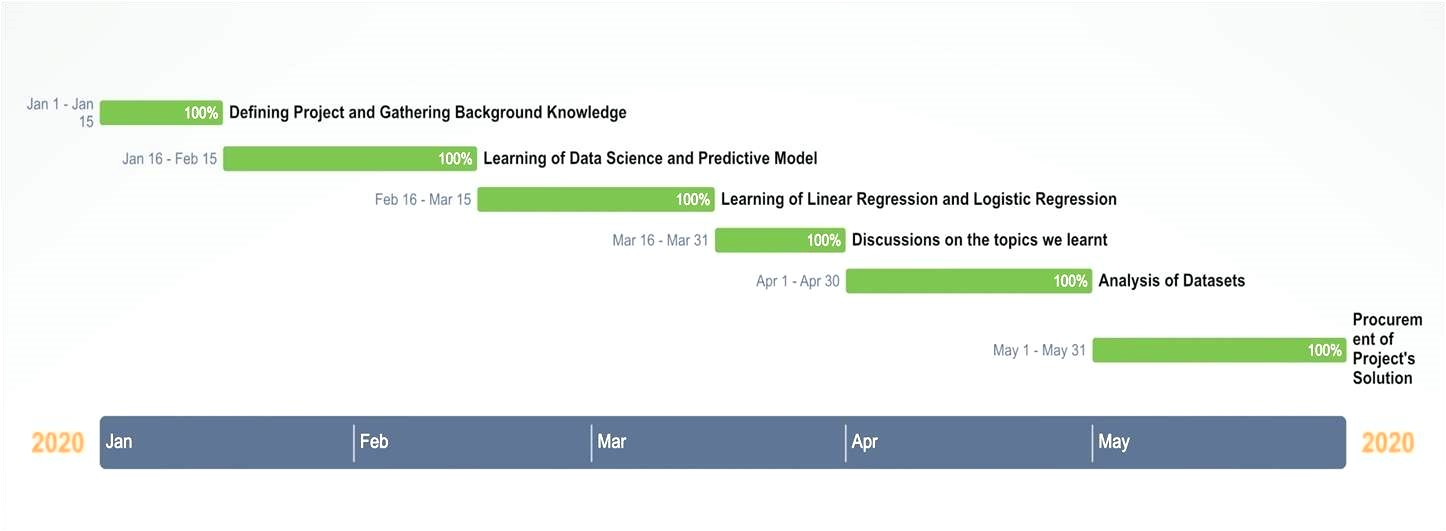 Jan 1 - Jan
15
100%
Defining Project and Gathering Background Knowledge
Jan 16 - Feb 15
100%
Learning of Data Science and Predictive Model
Feb 16 - Mar 15
100%
Learning of Linear Regression and Logistic Regression
Mar 16 - Mar 31
100%
Discussions on the topics we learnt
Apr 1 - Apr 30
100%
Analysis of Datasets
May 1 - May 31
100%
Procurem
ent of
Project's
Solution
2020
Jan
Feb
Mar
Apr
May
2020